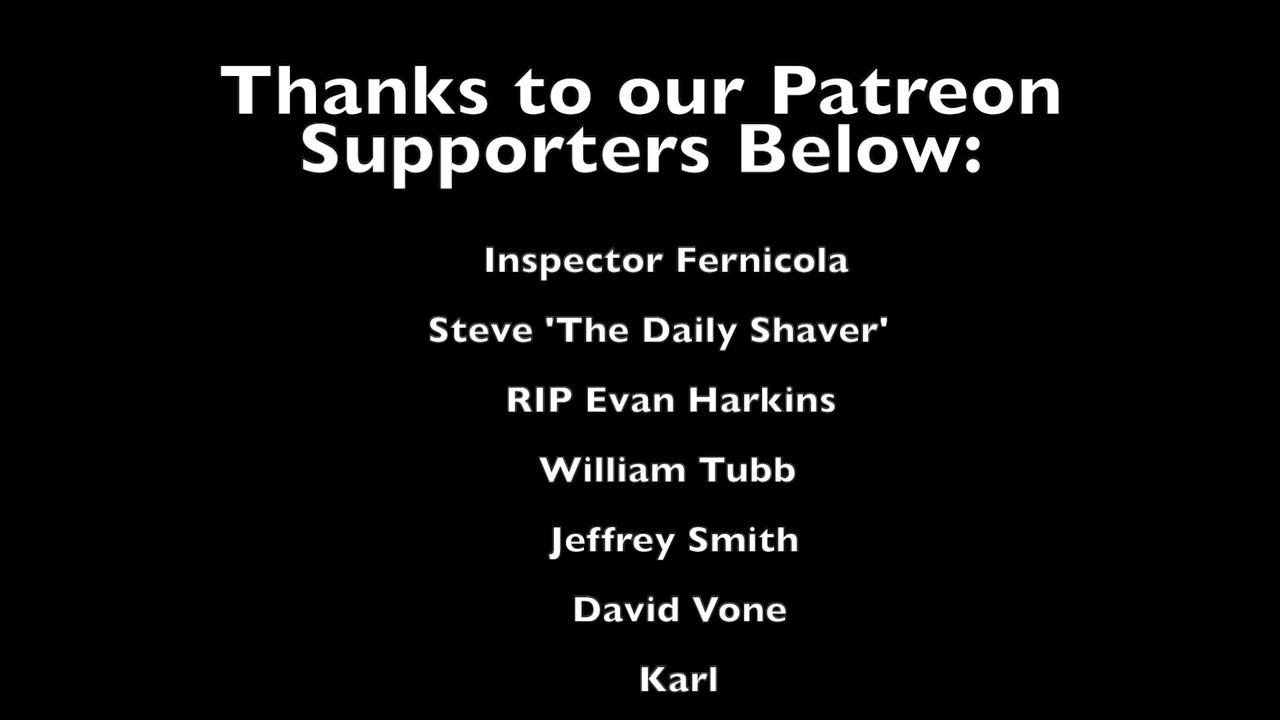 Thanks to our Patreon
Supporters Below:
Inspector Fernicola
Steve 'The Daily Shaver'
RIP Evan Harkins
William Tubb
Jeffrey Smith
David Vone
Karl